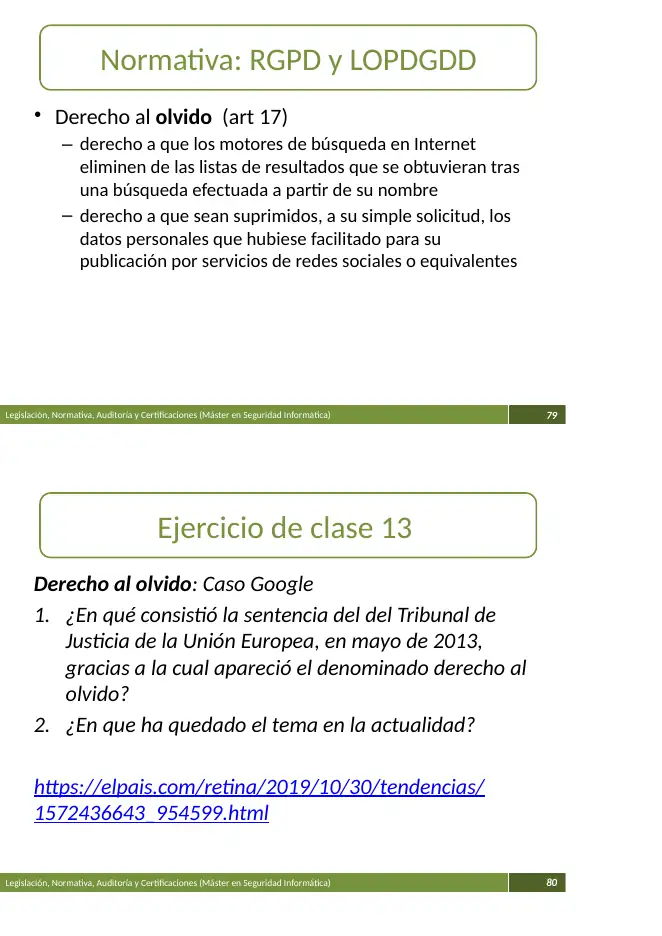 Normativa: RGPD y LOPDGDD
• Derecho al olvido (art 17)
– derecho a que los motores de búsqueda en Internet
eliminen de las listas de resultados que se obtuvieran tras
una búsqueda efectuada a partir de su nombre
– derecho a que sean suprimidos, a su simple solicitud, los
datos personales que hubiese facilitado para su
publicación por servicios de redes sociales o equivalentes
Legislación, Normativa, Auditoría y Certificaciones (Máster en Seguridad Informática)
79
Ejercicio de clase 13
Derecho al olvido: Caso Google
1. ¿En qué consistió la sentencia del del Tribunal de
Justicia de la Unión Europea, en mayo de 2013,
gracias a la cual apareció el denominado derecho al
olvido?
2. ¿En que ha quedado el tema en la actualidad?
https://elpais.com/retina/2019/10/30/tendencias/
1572436643_954599.html
Legislación, Normativa, Auditoría y Certificaciones (Máster en Seguridad Informática)
80